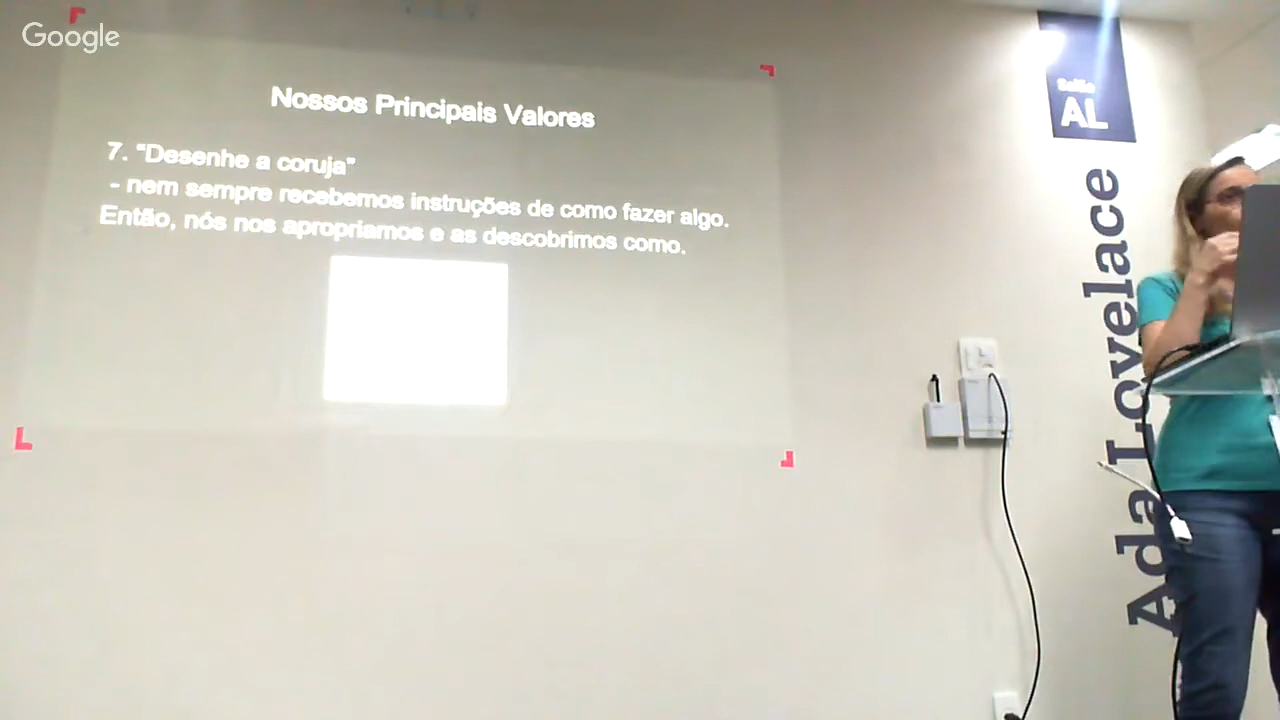 Google
Nossos Principais Valores
7. "Desenhe a coruja"
- nem sempre recebemos instruções de como fazer algo.
Então, nós nos apropriamos e as descobrimos como.
AL
Ada Lovelace